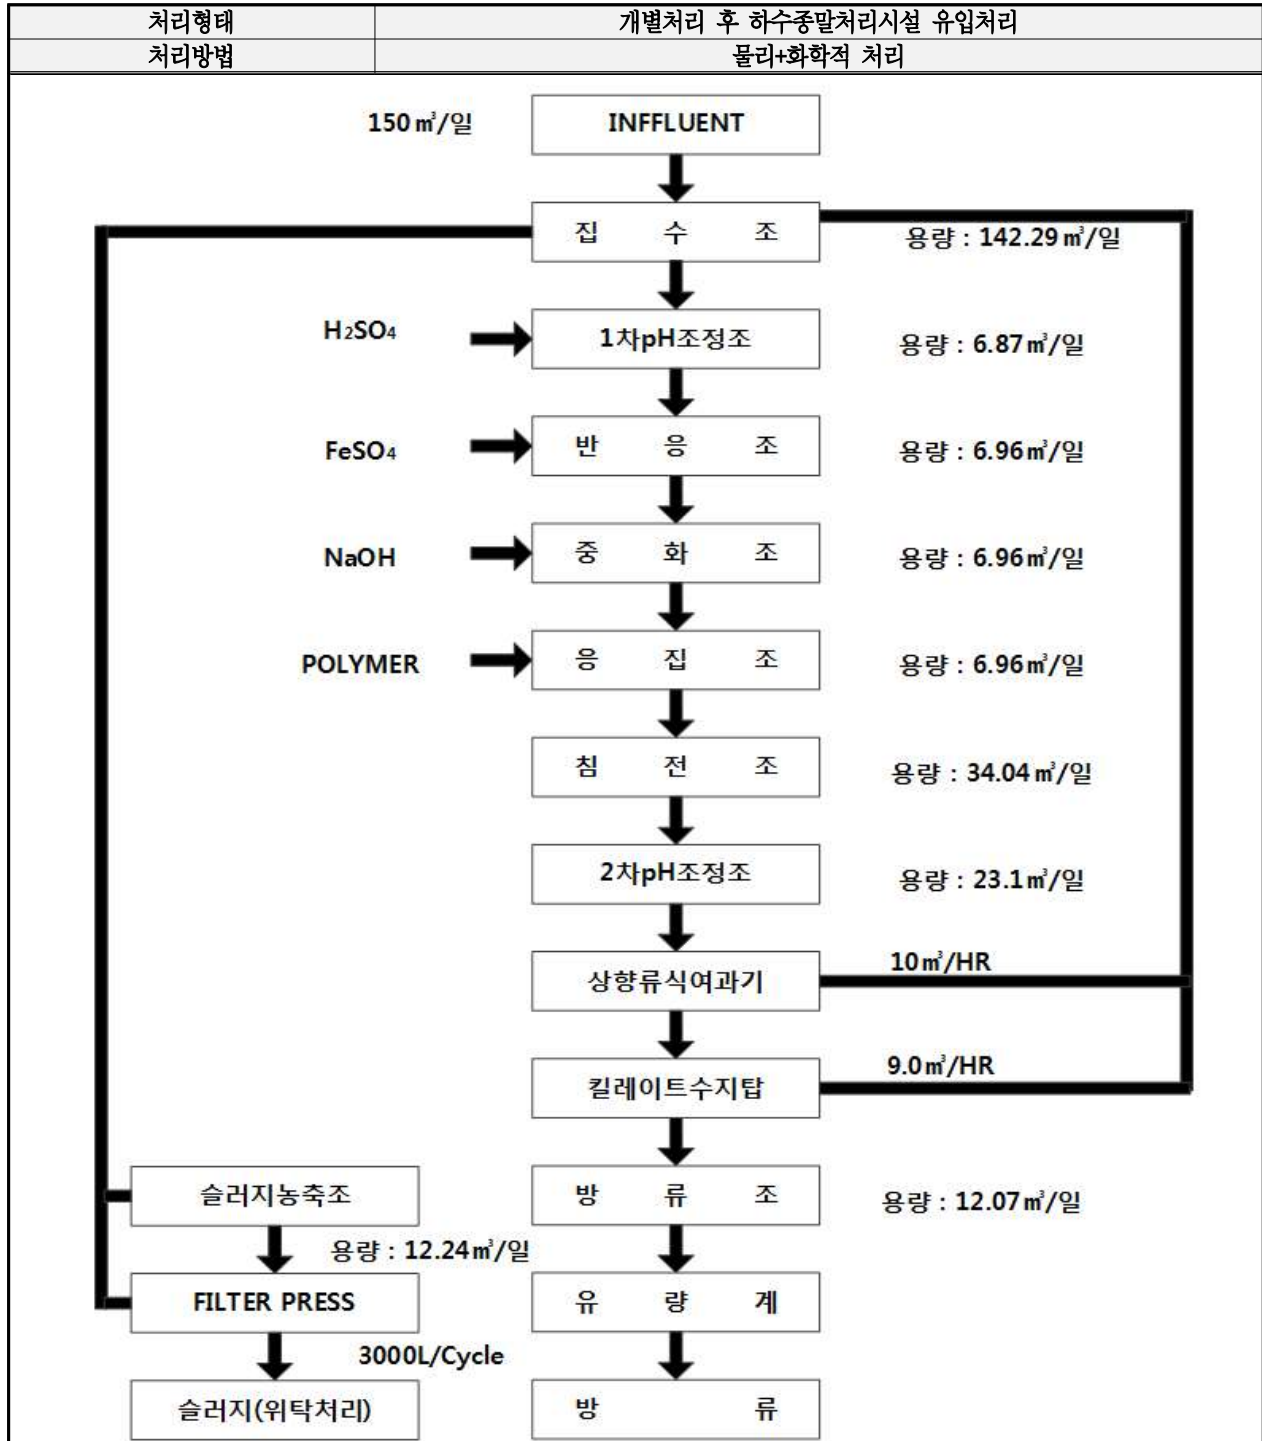 처리형태 개별처리 후 하수종말처리시설 유입처리
처리방법 물리+화학적 처리
150㎥/일 INFFLUENT
집 수 조 용량 : 142.29㎥/일
H₂SO₄ 1차pH조정조 용량 : 6.87㎥/일
FeSO₄ 반 응 조 용량 : 6.96㎥/일
NaOH 중 화 조 용량 : 6.96㎥/일
POLYMER 응 집 조 용량 : 6.96㎥/일
침 전 조 용량 : 34.04㎥/일
2차pH조정조 용량 : 23.1㎥/일
상향류식여과기 10㎥/HR
킬레이트수지탑 9.0㎥/HR
슬러지농축조 방 류 조 용량 : 12.07㎥/일
용량 : 12.24㎥/일
FILTER PRESS 유 량 계
3000L/Cycle
슬러지(위탁처리) 방 류